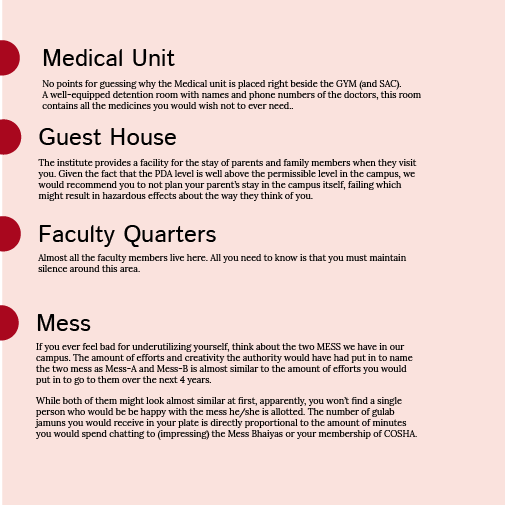 Medical Unit
No points for guessing why the Medical unit is placed right beside the GYM (and SAC).
A well-equipped detention room with names and phone numbers of the doctors, this room
contains all the medicines you would wish not to ever need..
Guest House
The institute provides a facility for the stay of parents and family members when they visit
you. Given the fact that the PDA level is well above the permissible level in the campus, we
would recommend you to not plan your parent's stay in the campus itself, failing which
might result in hazardous effects about the way they think of you.
Faculty Quarters
Almost all the faculty members live here. All you need to know is that you must maintain
silence around this area.
Mess
If you ever feel bad for underutilizing yourself, think about the two MESS we have in our
campus. The amount of efforts and creativity the authority would have had put in to name
the two mess as Mess-A and Mess-B is almost similar to the amount of efforts you would
put in to go to them over the next 4 years.
While both of them might look almost similar at first, apparently, you won't find a single
person who would be be happy with the mess he/she is allotted. The number of gulab
jamuns you would receive in your plate is directly proportional to the amount of minutes
you would spend chatting to (impressing) the Mess Bhaiyas or your membership of COSHA.